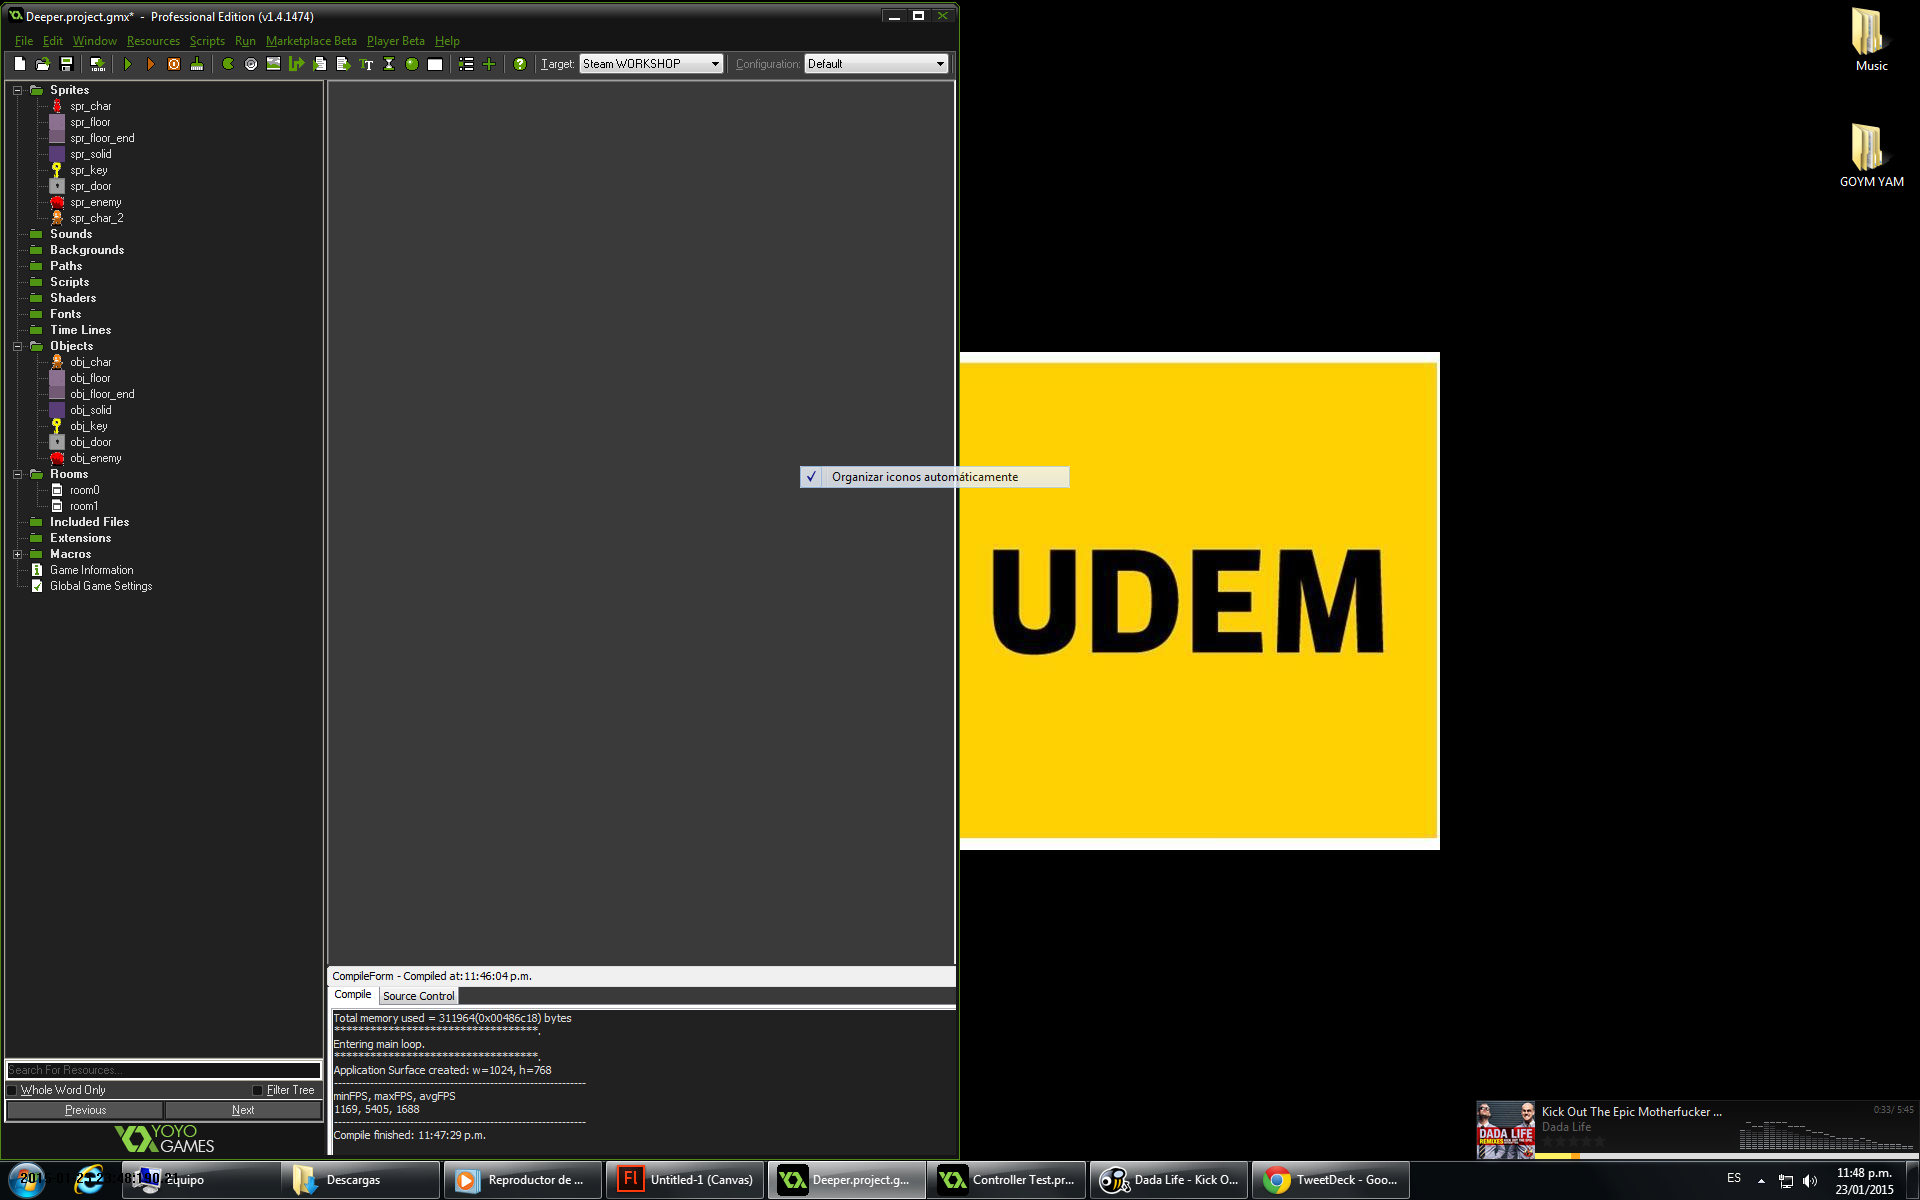 Deeper.project.gmx* - Professional Edition (v1.4.1474)
File Edit Window Resources Scripts Run Marketplace Beta Player Beta Help
Target: Steam WORKSHOP Configuration: Default
Sprites
spr_char
spr_floor
spr_floor_end
spr_solid
spr_key
spr_door
spr_enemy
spr_char_2
Sounds
Backgrounds
Paths
Scripts
Shaders
Fonts
Time Lines
Objects
obj_char
obj_floor
obj_floor_end
obj_solid
obj_key
obj_door
obj_enemy
Rooms
room0
room1
Included Files
Extensions
Macros
Game Information
Global Game Settings
Search For Resources...
Whole Word Only Filter Tree
Previous Next
YOYO
GAMES
Organizar iconos automáticamente
CompileForm - Compiled at: 11:46:04 p.m.
Compile Source Control
Total memory used = 311964(0x00486c18) bytes
**********************************.
Entering main loop.
**********************************.
Application Surface created: w=1024, h=768
minFPS, maxFPS, avgFPS
1169, 5405, 1688
Compile finished: 11:47:29 p.m.
UDEM
Music
GOYM YAM
Kick Out The Epic Motherfucker ...
0:33/ 5:45
Dada Life
DADA LIFE
Equipo
Descargas
Reproductor de ...
Untitled-1 (Canvas)
Deeper.project.g...
Controller Test.pr...
Dada Life - Kick O...
TweetDeck - Goo...
ES
11:48 p.m.
23/01/2015